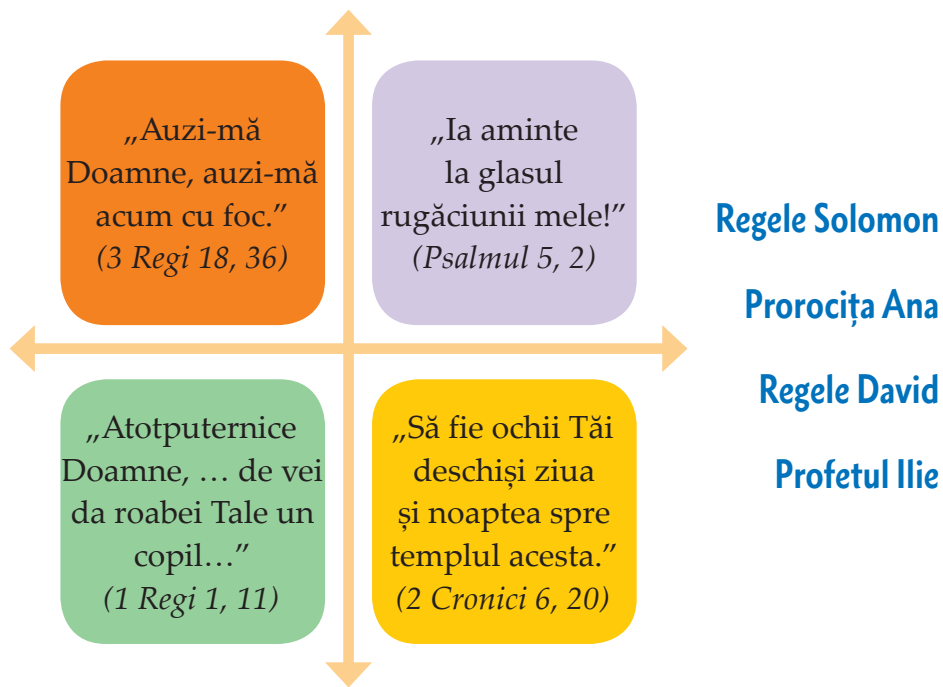 „Auzi-mă
Doamne, auzi-mă
acum cu foc.”
(3 Regi 18, 36)
„Ia aminte
la glasul
rugăciunii mele!”
(Psalmul 5, 2)
„Atotputernice
Doamne, … de vei
da roabei Tale un
copil…”
(1 Regi 1, 11)
„Să fie ochii Tăi
deschiși ziua
și noaptea spre
templul acesta.”
(2 Cronici 6, 20)
Regele Solomon
Prorocița Ana
Regele David
Profetul Ilie